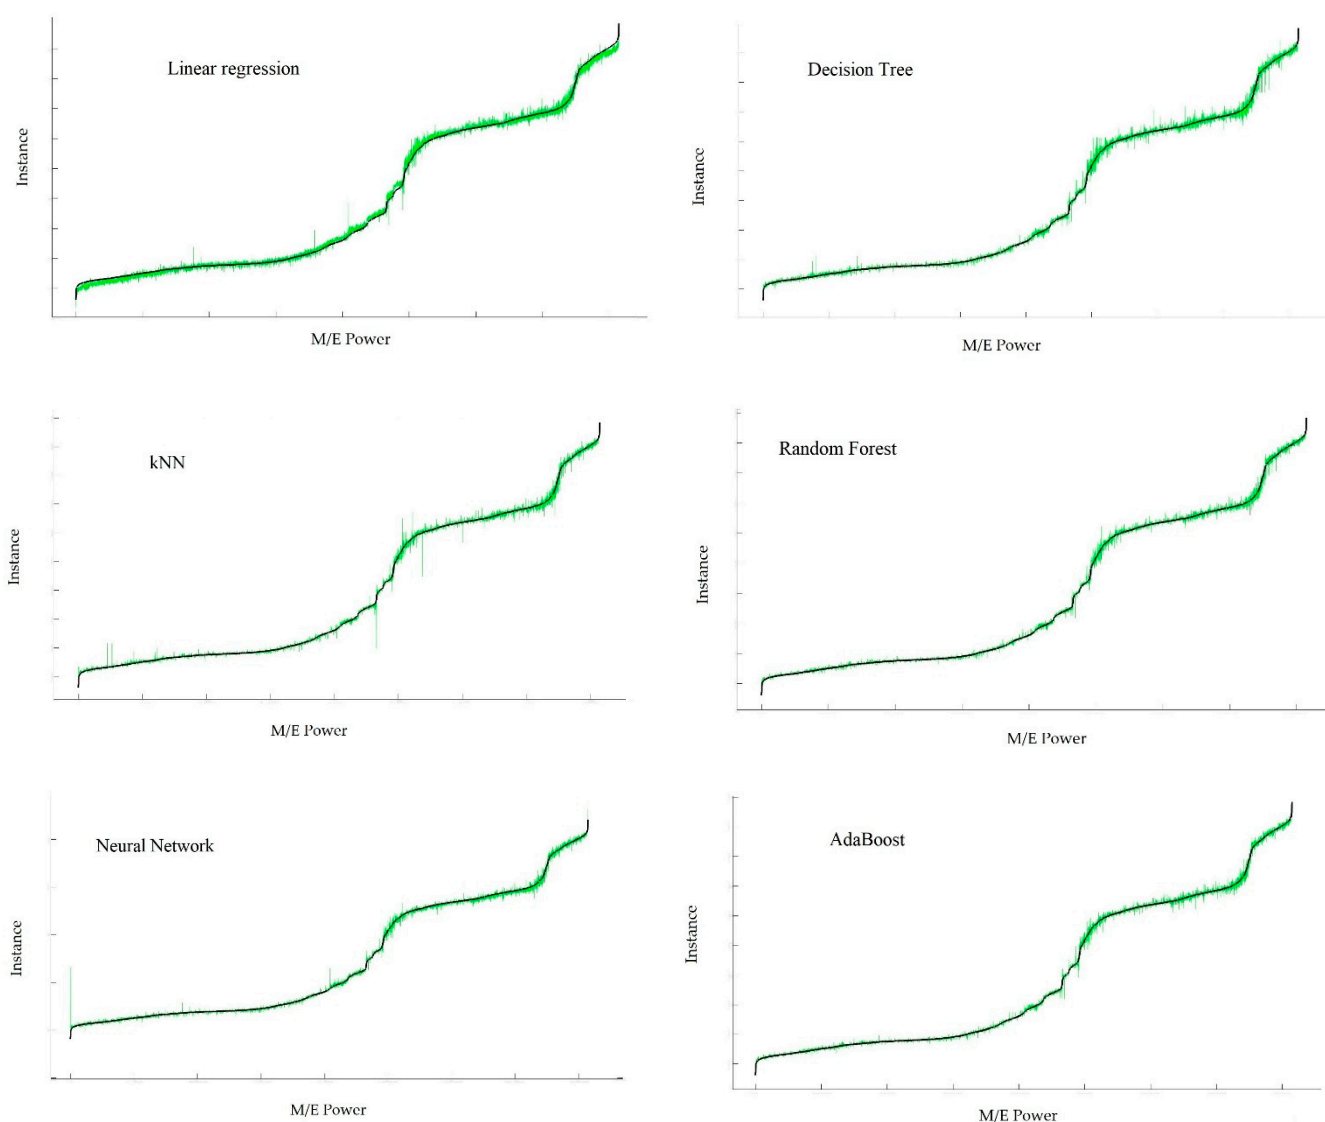 Linear regression
Instance
M/E Power
Decision Tree
Instance
M/E Power
kNN
Instance
M/E Power
Random Forest
Instance
M/E Power
Neural Network
Instance
M/E Power
AdaBoost
Instance
M/E Power